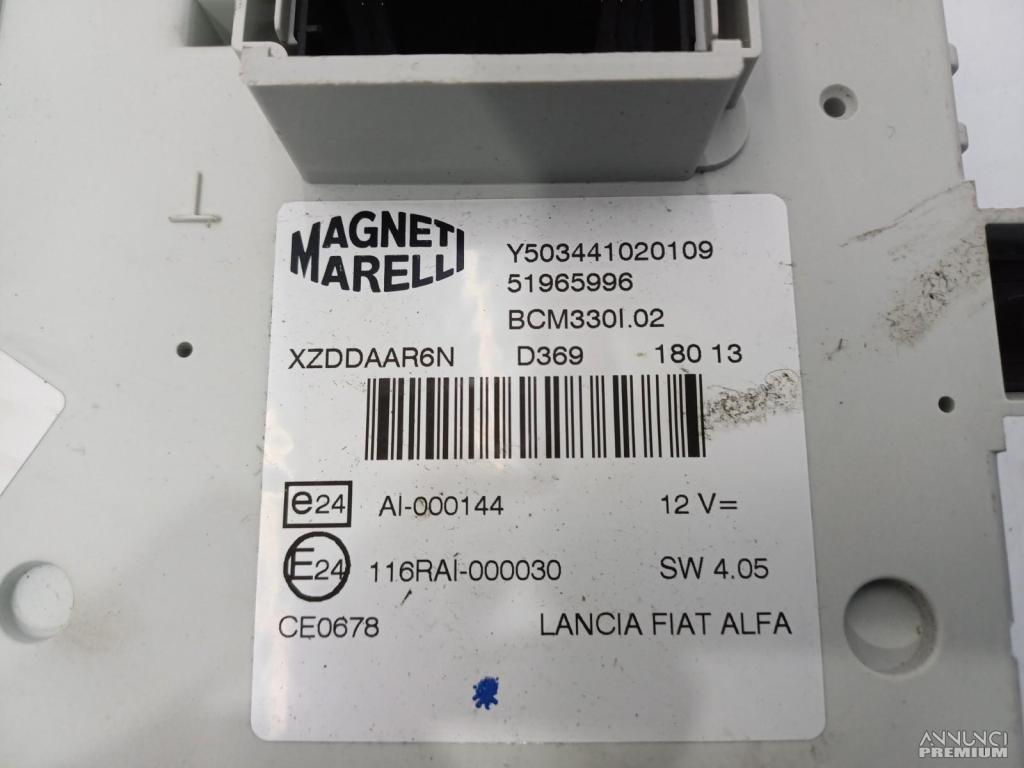 MAGNETI
MARELLI
Y503441020109
51965996
BCM330I.02
XZDDAAR6N D369 180 13
e24 AI-000144 12 V=
E24 116RAI-000030 SW 4.05
CE0678 LANCIA FIAT ALFA
ANNUNCI
PREMIUM